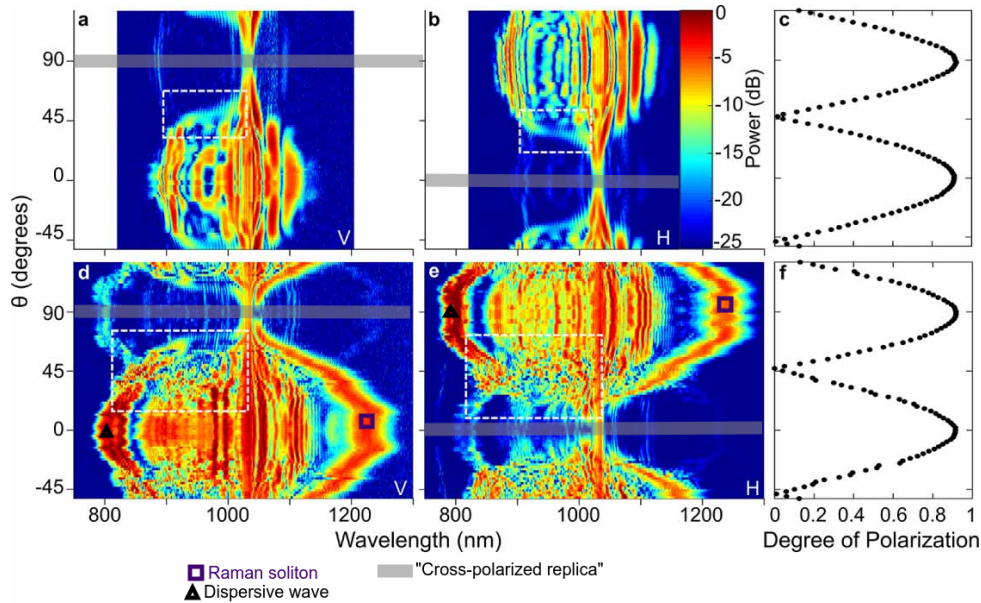 a
b
c
90
45
0
-45
V
H
0
-5
-10
-15
-20
-25
Power (dB)
θ (degrees)
d
e
f
90
45
0
-45
V
H
800 1000 1200
800 1000 1200
0 0.2 0.4 0.6 0.8 1
Wavelength (nm)
Degree of Polarization
Raman soliton
"Cross-polarized replica"
Dispersive wave